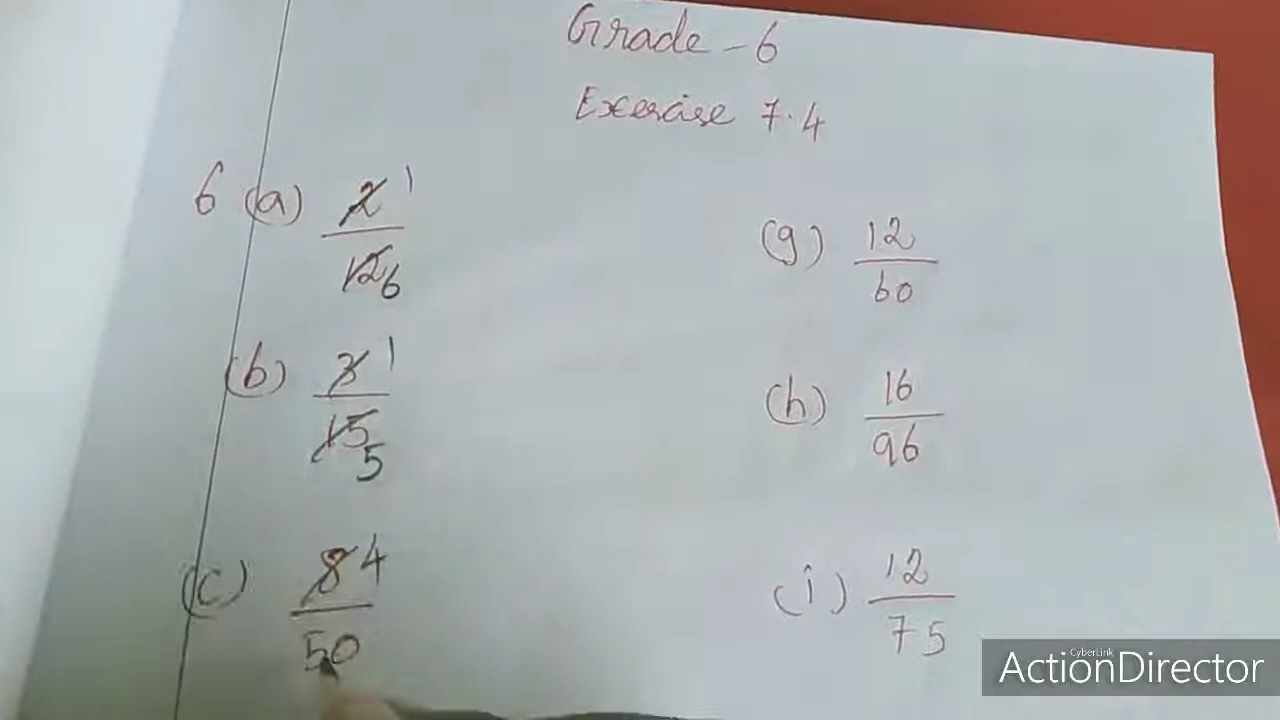 Grade - 6
Exercise 7.4
6 (a) 2 1
12 6
(b) 3 1
15 5
(c) 8 4
50
(g) 12
60
(h) 16
96
(i) 12
75
CyberLink
ActionDirector